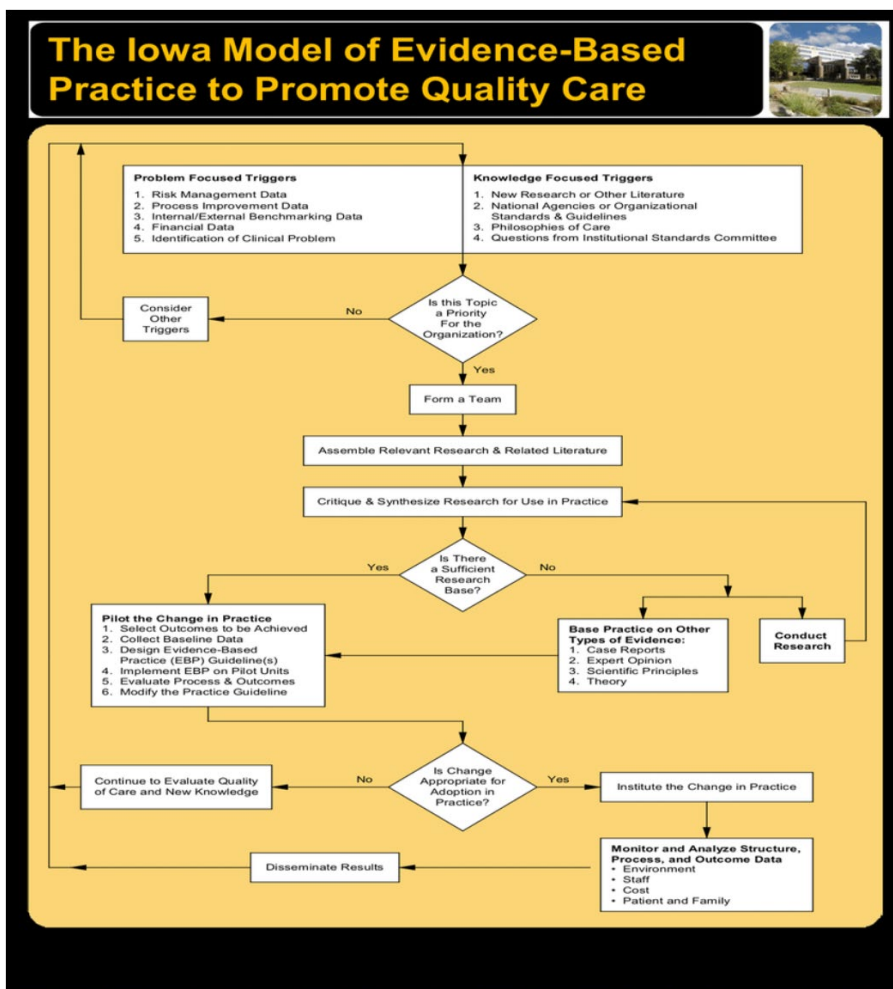 The Iowa Model of Evidence-Based
Practice to Promote Quality Care
Problem Focused Triggers
1. Risk Management Data
2. Process Improvement Data
3. Internal/External Benchmarking Data
4. Financial Data
5. Identification of Clinical Problem
Knowledge Focused Triggers
1. New Research or Other Literature
2. National Agencies or Organizational
Standards & Guidelines
3. Philosophies of Care
4. Questions from Institutional Standards Committee
Consider
Other
Triggers
No
Is this Topic
a Priority
For the
Organization?
Yes
Form a Team
Assemble Relevant Research & Related Literature
Critique & Synthesize Research for Use in Practice
Yes
Is There
a Sufficient
Research
Base?
No
Pilot the Change in Practice
1. Select Outcomes to be Achieved
2. Collect Baseline Data
3. Design Evidence-Based
Practice (EBP) Guideline(s)
4. Implement EBP on Pilot Units
5. Evaluate Process & Outcomes
6. Modify the Practice Guideline
Base Practice on Other
Types of Evidence:
1. Case Reports
2. Expert Opinion
3. Scientific Principles
4. Theory
Conduct
Research
Continue to Evaluate Quality
of Care and New Knowledge
No
Is Change
Appropriate for
Adoption in
Practice?
Yes
Institute the Change in Practice
Disseminate Results
Monitor and Analyze Structure,
Process, and Outcome Data
• Environment
• Staff
• Cost
• Patient and Family